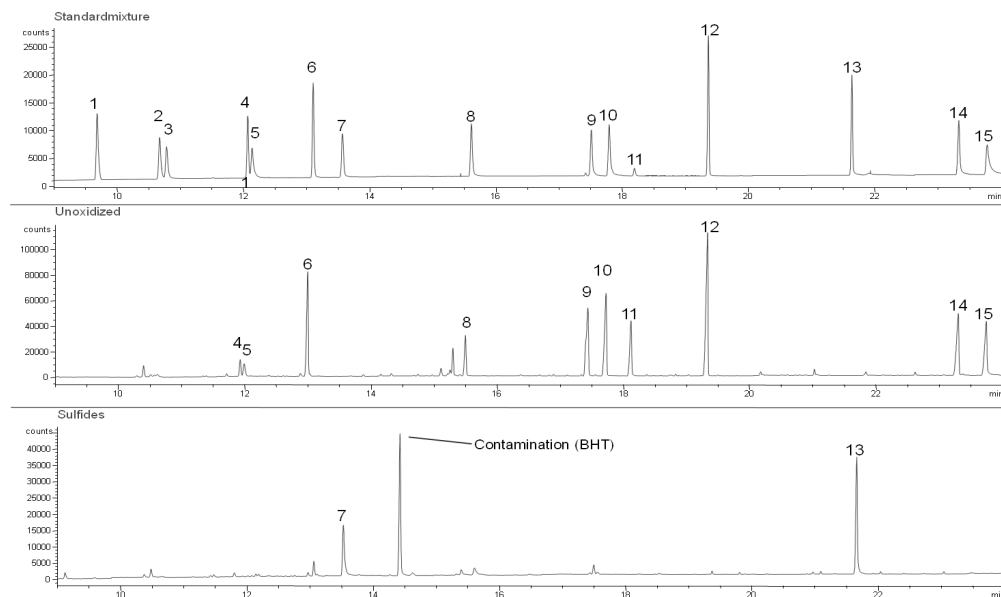 Standardmixture
counts
25000
20000
15000
10000
5000
0
1 2 3 4 5 6 7 8 9 10 11 12 13 14 15
1
10 12 14 16 18 20 22 min
Unoxidized
counts
100000
80000
60000
40000
20000
0
4 5 6 8 9 10 11 12 14 15
10 12 14 16 18 20 22 min
Sulfides
counts
40000
35000
30000
25000
20000
15000
10000
5000
0
7 Contamination (BHT) 13
10 12 14 16 18 20 22 min